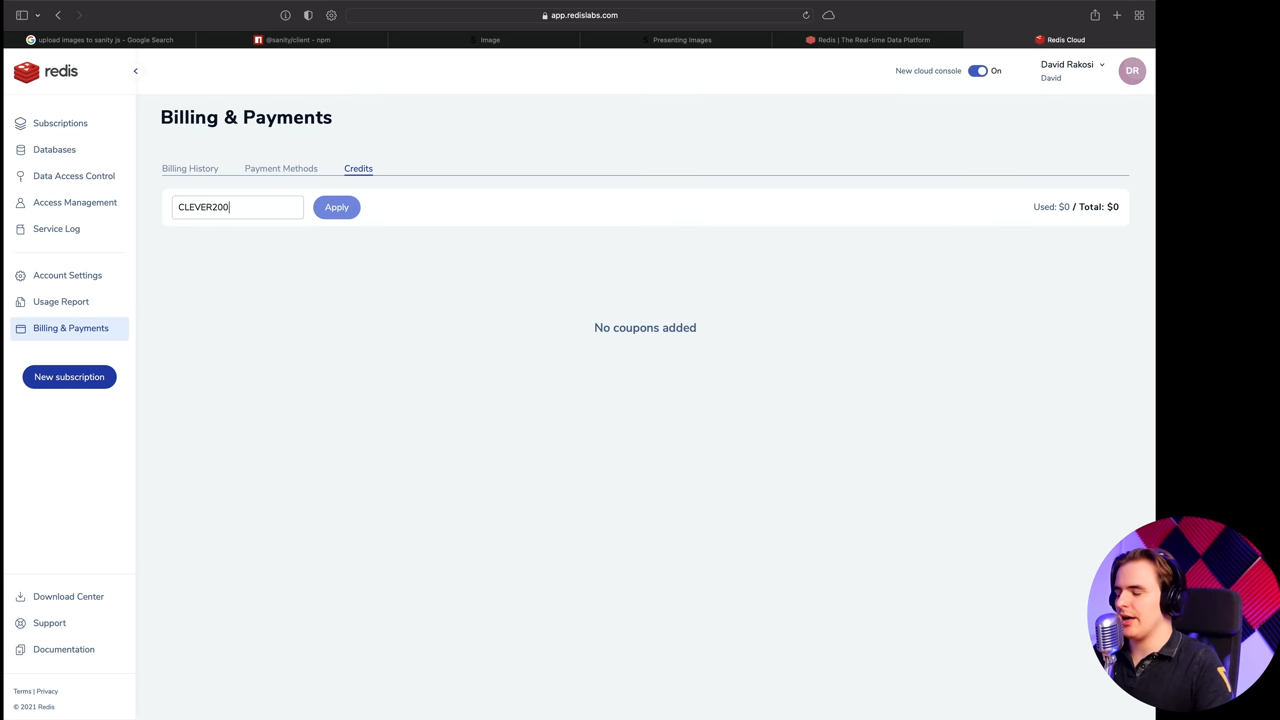 app.redislabs.com
upload images to sanity js - Google Search
@sanity/client - npm
Image
Presenting Images
Redis | The Real-time Data Platform
Redis Cloud
redis
New cloud console
On
David Rakosi
David
DR
Subscriptions
Databases
Data Access Control
Access Management
Service Log
Account Settings
Usage Report
Billing & Payments
New subscription
Download Center
Support
Documentation
Terms | Privacy
© 2021 Redis
Billing & Payments
Billing History Payment Methods Credits
CLEVER200 Apply Used: $0 / Total: $0
No coupons added